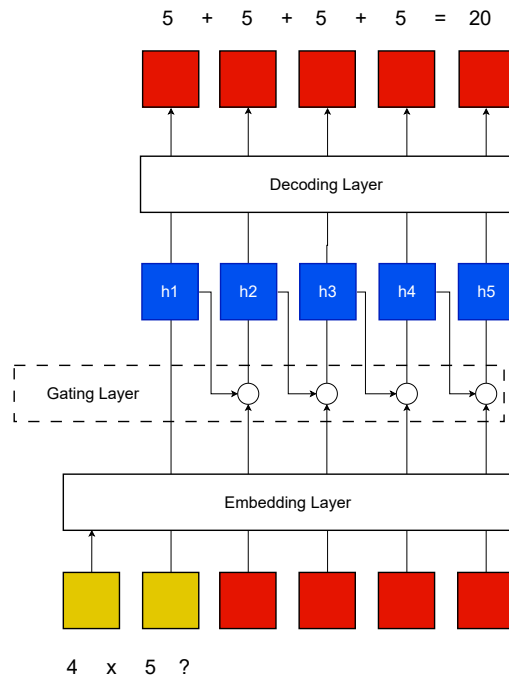 5 + 5 + 5 + 5 = 20
Decoding Layer
h1 h2 h3 h4 h5
Gating Layer
Embedding Layer
4 x 5 ?